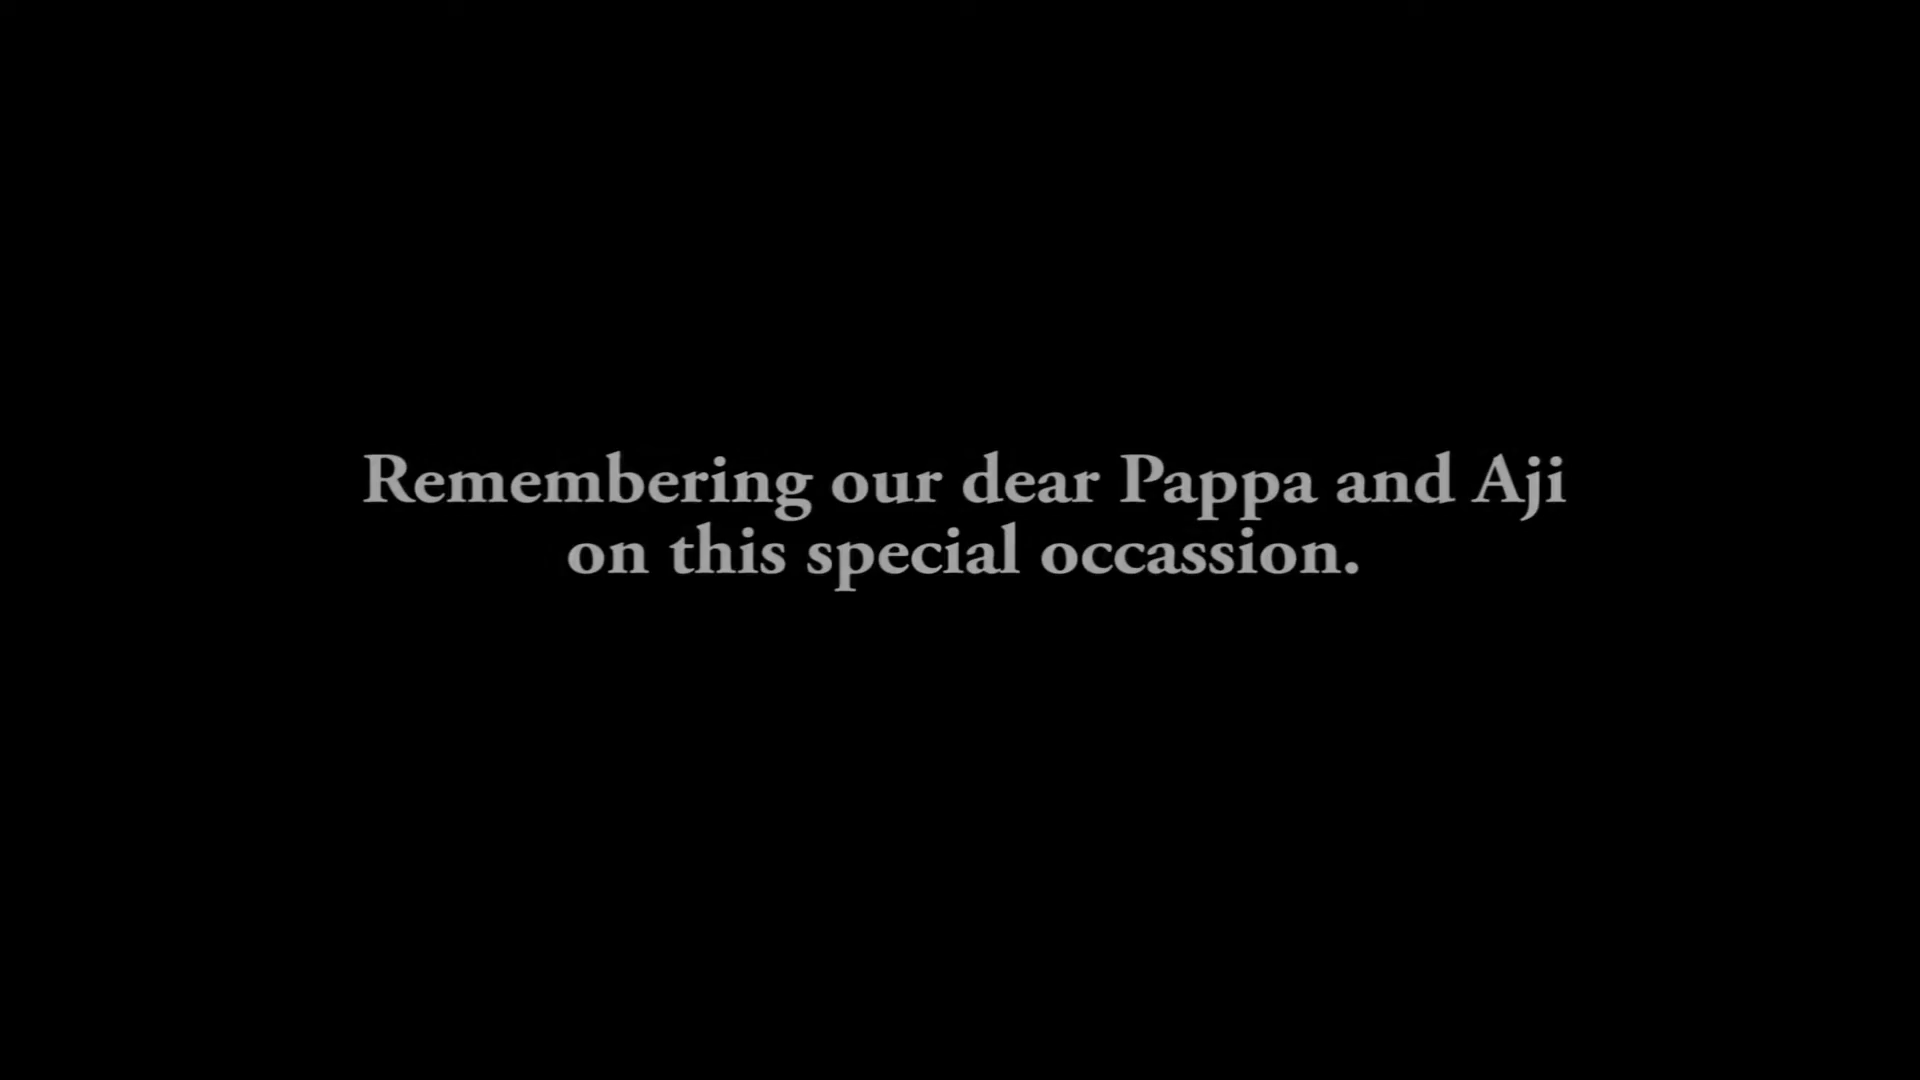 Remembering our dear Pappa and Aji
on this special occassion.